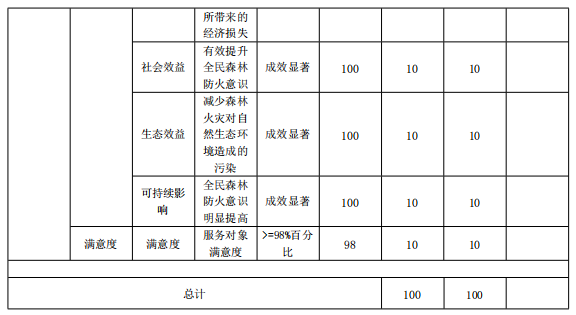 所带来的
经济损失
社会效益 有效提升
全民森林
防火意识 成效显著 100 10 10
生态效益 减少森林
火灾对自
然生态环
境造成的
污染 成效显著 100 10 10
可持续影
响 全民森林
防火意识
明显提高 成效显著 100 10 10
满意度 满意度 服务对象
满意度 >=98%百分
比 98 10 10
总计 100 100